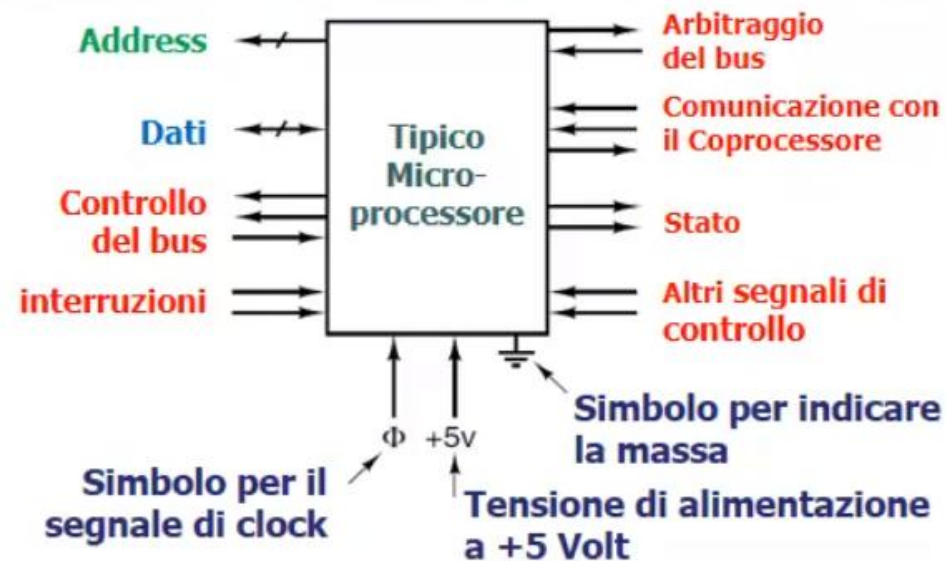 Address
Dati
Controllo
del bus
interruzioni
Tipico
Micro-
processore
Arbitraggio
del bus
Comunicazione con
il Coprocessore
Stato
Altri segnali di
controllo
Φ +5v
Simbolo per indicare
la massa
Simbolo per il
segnale di clock
Tensione di alimentazione
a +5 Volt